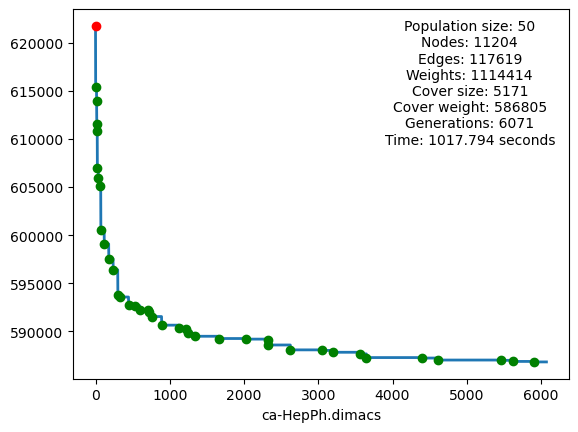 Population size: 50
Nodes: 11204
Edges: 117619
Weights: 1114414
Cover size: 5171
Cover weight: 586805
Generations: 6071
Time: 1017.794 seconds
620000
615000
610000
605000
600000
595000
590000
0 1000 2000 3000 4000 5000 6000
ca-HepPh.dimacs